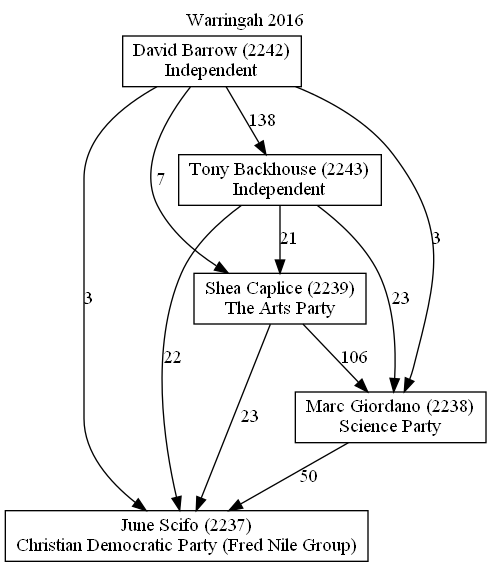 Warringah 2016
David Barrow (2242)
Independent
138
Tony Backhouse (2243)
Independent
7
21
3
Shea Caplice (2239)
The Arts Party
3
23
22
106
Marc Giordano (2238)
Science Party
23
50
June Scifo (2237)
Christian Democratic Party (Fred Nile Group)